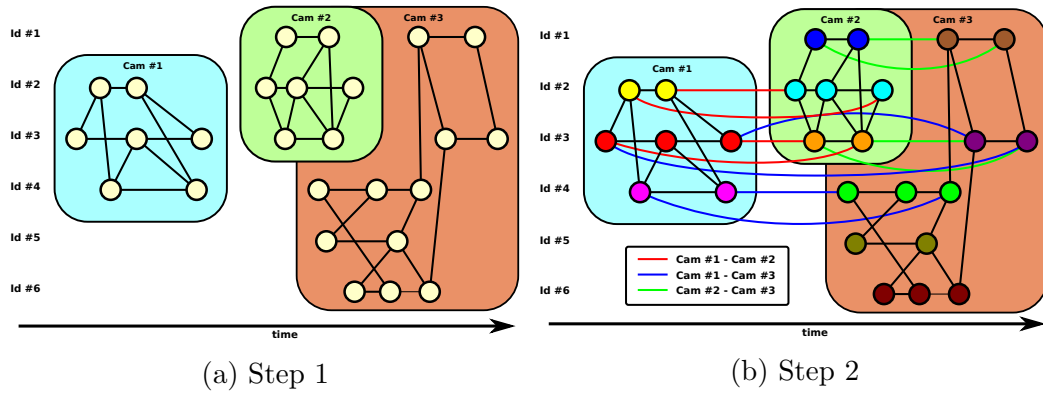 Id #1
Id #2
Id #3
Id #4
Id #5
Id #6
Cam #1
Cam #2
Cam #3
time
(a) Step 1
Id #1
Id #2
Id #3
Id #4
Id #5
Id #6
Cam #1
Cam #2
Cam #3
Cam #1 - Cam #2
Cam #1 - Cam #3
Cam #2 - Cam #3
time
(b) Step 2